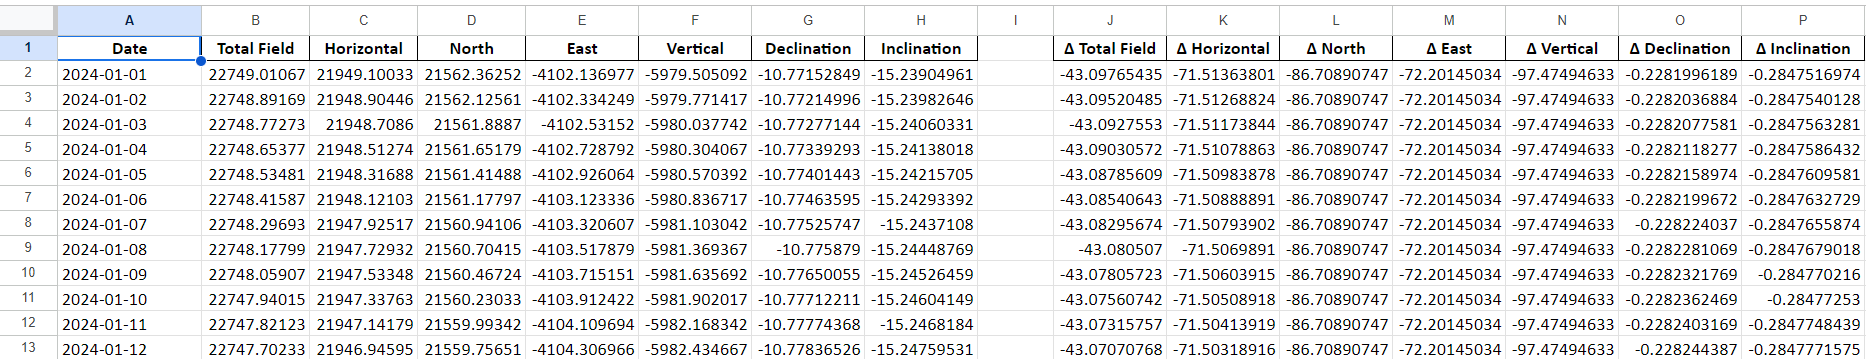 A B C D E F G H I J K L M N O P
1 Date Total Field Horizontal North East Vertical Declination Inclination Δ Total Field Δ Horizontal Δ North Δ East Δ Vertical Δ Declination Δ Inclination
2 2024-01-01 22749.01067 21949.10033 21562.36252 -4102.136977 -5979.505092 -10.77152849 -15.23904961 -43.09765435 -71.51363801 -86.70890747 -72.20145034 -97.47494633 -0.2281996189 -0.2847516974
3 2024-01-02 22748.89169 21948.90446 21562.12561 -4102.334249 -5979.771417 -10.77214996 -15.23982646 -43.09520485 -71.51268824 -86.70890747 -72.20145034 -97.47494633 -0.2282036884 -0.2847540128
4 2024-01-03 22748.77273 21948.7086 21561.8887 -4102.53152 -5980.037742 -10.77277144 -15.24060331 -43.0927553 -71.51173844 -86.70890747 -72.20145034 -97.47494633 -0.2282077581 -0.2847563281
5 2024-01-04 22748.65377 21948.51274 21561.65179 -4102.728792 -5980.304067 -10.77339293 -15.24138018 -43.09030572 -71.51078863 -86.70890747 -72.20145034 -97.47494633 -0.2282118277 -0.2847586432
6 2024-01-05 22748.53481 21948.31688 21561.41488 -4102.926064 -5980.570392 -10.77401443 -15.24215705 -43.08785609 -71.50983878 -86.70890747 -72.20145034 -97.47494633 -0.2282158974 -0.2847609581
7 2024-01-06 22748.41587 21948.12103 21561.17797 -4103.123336 -5980.836717 -10.77463595 -15.24293392 -43.08540643 -71.50888891 -86.70890747 -72.20145034 -97.47494633 -0.2282199672 -0.2847632729
8 2024-01-07 22748.29693 21947.92517 21560.94106 -4103.320607 -5981.103042 -10.77525747 -15.2437108 -43.08295674 -71.50793902 -86.70890747 -72.20145034 -97.47494633 -0.228224037 -0.2847655874
9 2024-01-08 22748.17799 21947.72932 21560.70415 -4103.517879 -5981.369367 -10.775879 -15.24448769 -43.080507 -71.5069891 -86.70890747 -72.20145034 -97.47494633 -0.2282281069 -0.2847679018
10 2024-01-09 22748.05907 21947.53348 21560.46724 -4103.715151 -5981.635692 -10.77650055 -15.24526459 -43.07805723 -71.50603915 -86.70890747 -72.20145034 -97.47494633 -0.2282321769 -0.284770216
11 2024-01-10 22747.94015 21947.33763 21560.23033 -4103.912422 -5981.902017 -10.77712211 -15.24604149 -43.07560742 -71.50508918 -86.70890747 -72.20145034 -97.47494633 -0.2282362469 -0.28477253
12 2024-01-11 22747.82123 21947.14179 21559.99342 -4104.109694 -5982.168342 -10.77774368 -15.2468184 -43.07315757 -71.50413919 -86.70890747 -72.20145034 -97.47494633 -0.2282403169 -0.2847748439
13 2024-01-12 22747.70233 21946.94595 21559.75651 -4104.306966 -5982.434667 -10.77836526 -15.24759531 -43.07070768 -71.50318916 -86.70890747 -72.20145034 -97.47494633 -0.228244387 -0.2847771575